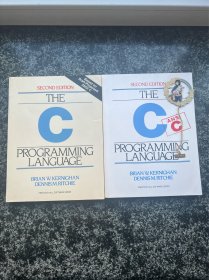 SECOND EDITION
THE
C
PROGRAMMING
LANGUAGE
BRIAN W. KERNIGHAN
DENNIS M. RITCHIE
SECOND EDITION
THE
C
ANSI
C
PROGRAMMING
LANGUAGE
BRIAN W. KERNIGHAN
DENNIS M. RITCHIE